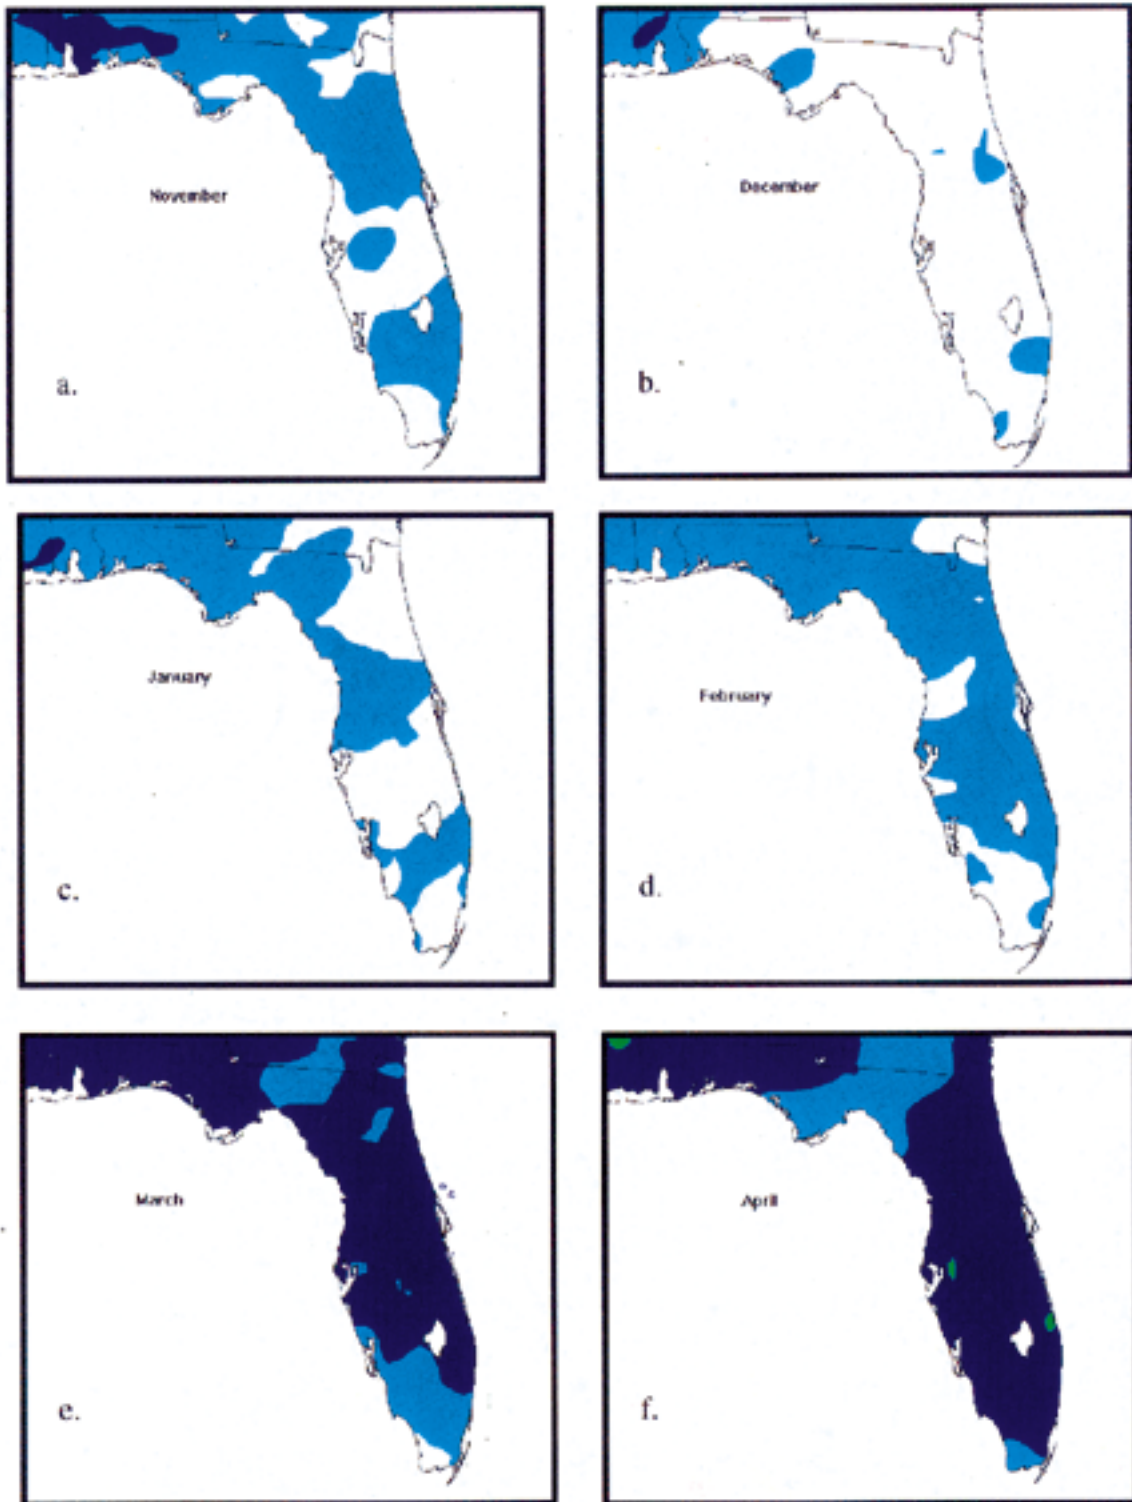 November
a.
December
b.
January
c.
February
d.
March
e.
April
f.